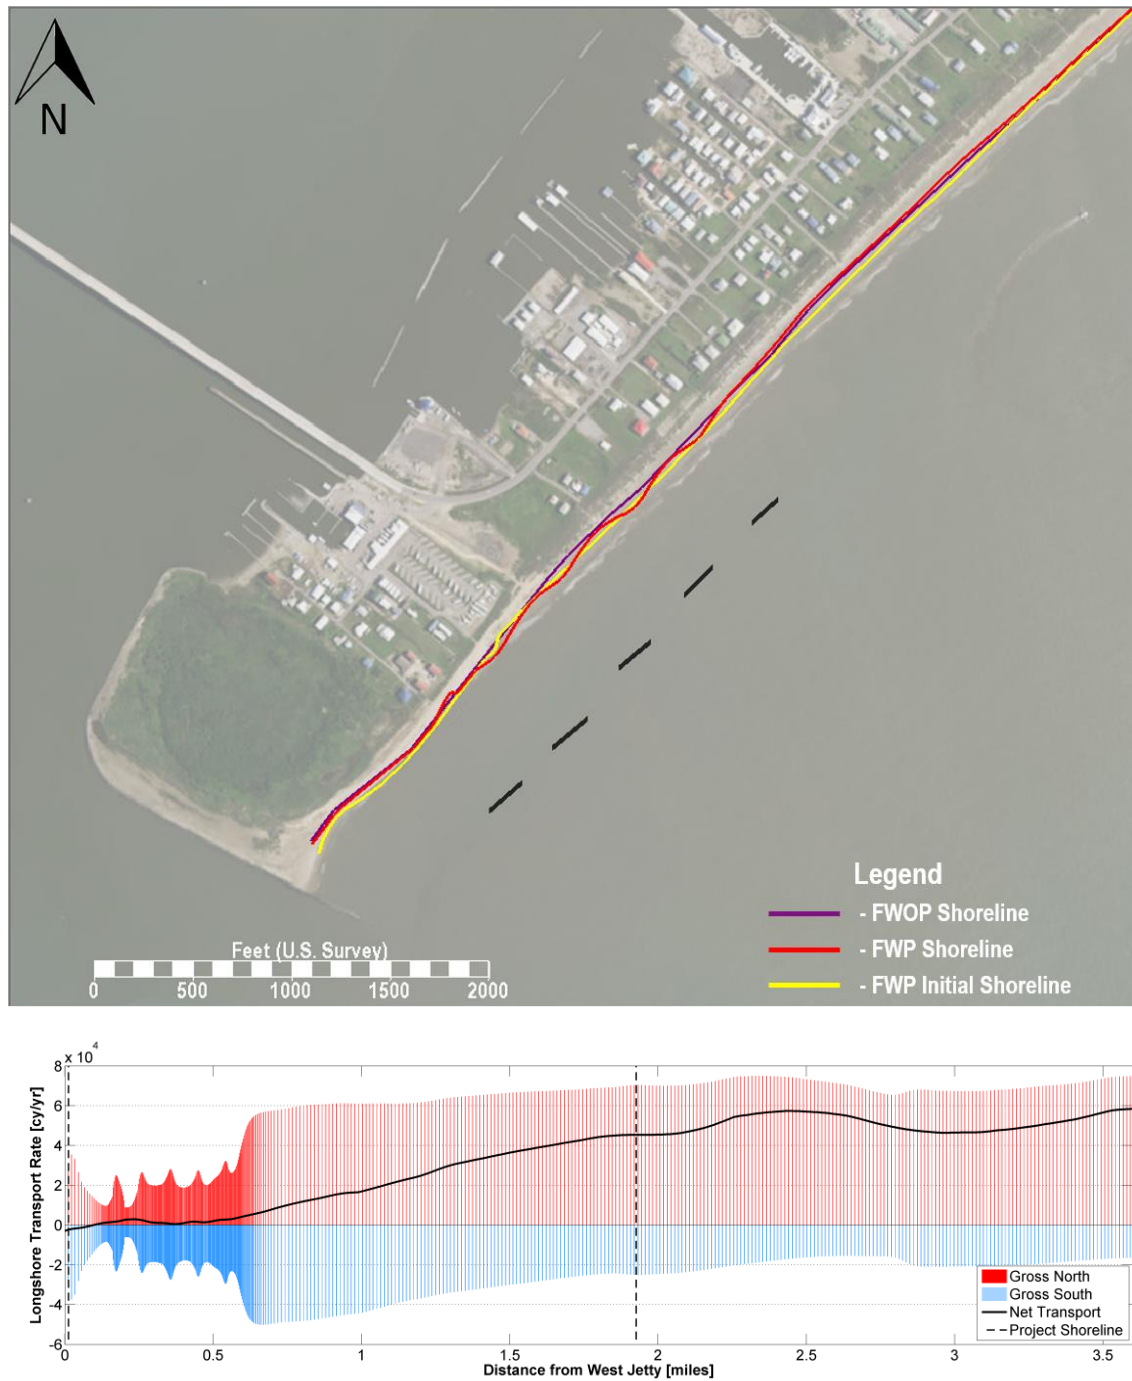 N
Legend
- FWOP Shoreline
- FWP Shoreline
- FWP Initial Shoreline
Feet (U.S. Survey)
0 500 1000 1500 2000
x 10^4
8
6
4
2
0
-2
-4
-6
Longshore Transport Rate [cy/yr]
Gross North
Gross South
Net Transport
Project Shoreline
0 0.5 1 1.5 2 2.5 3 3.5
Distance from West Jetty [miles]